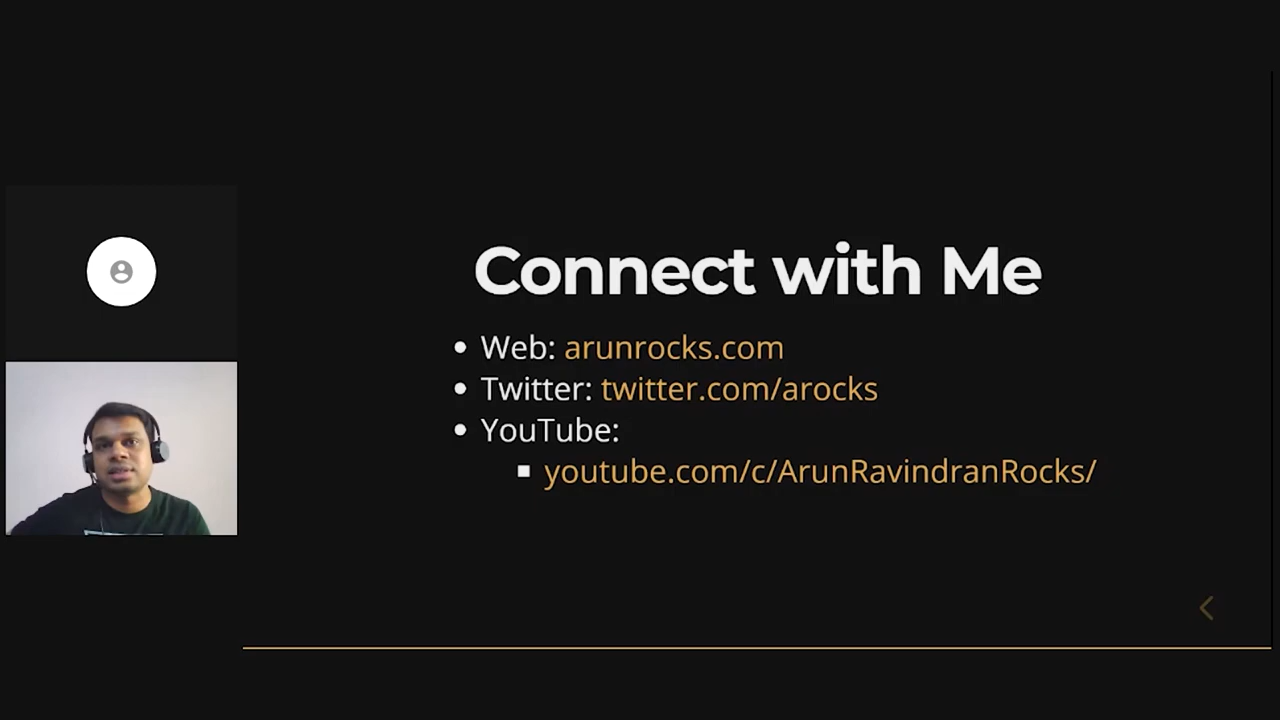 Connect with Me
Web: arunrocks.com
Twitter: twitter.com/arocks
YouTube:
youtube.com/c/ArunRavindranRocks/